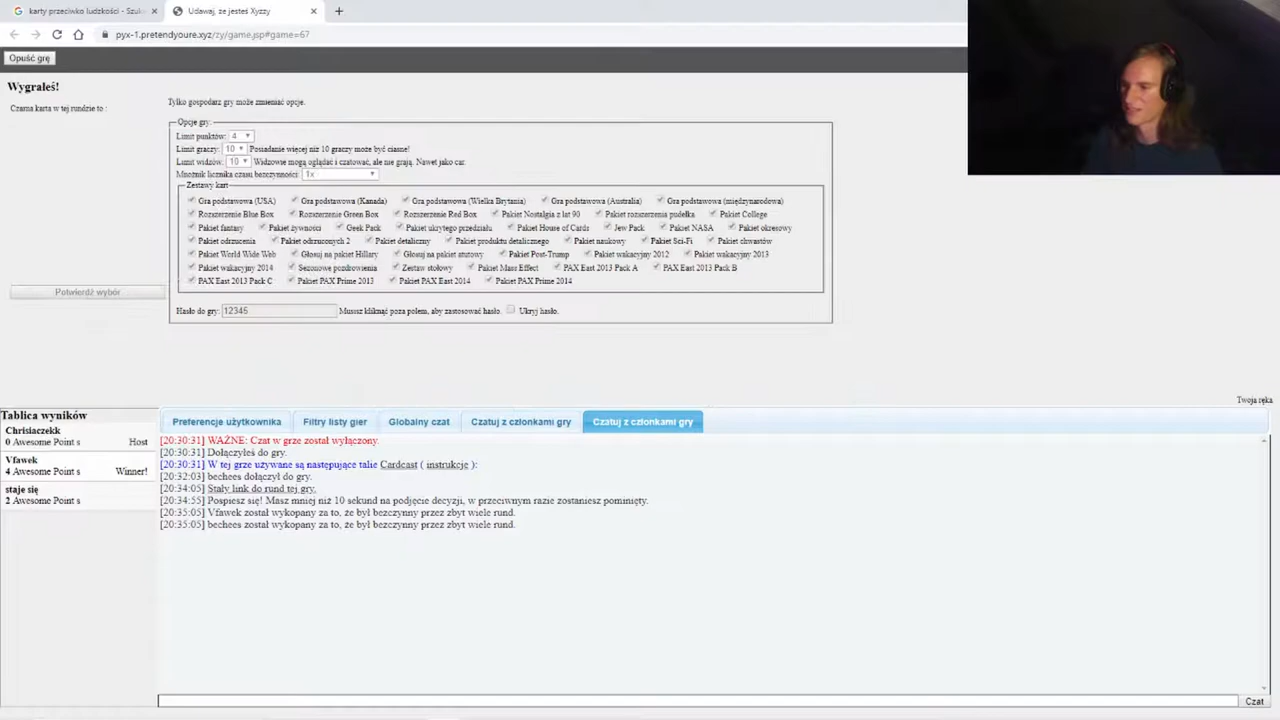 karty przeciwko ludzkości - Szuk
Udawaj, że jesteś Xyzzy
pyx-1.pretendyoure.xyz/zy/game.jsp#game=67
Opuść grę
Wygrałeś!
Czarna karta w tej rundzie to :
Potwierdź wybór
Tylko gospodarz gry może zmieniać opcje.
Opcje gry:
Limit punktów: 4
Limit graczy: 10 Posiadanie więcej niż 10 graczy może być ciasne!
Limit widzów: 10 Widzowie mogą oglądać i czatować, ale nie grają. Nawet jako car.
Mnożnik licznika czasu bezczynności: 1x
Zestawy kart
Gra podstawowa (USA) Gra podstawowa (Kanada) Gra podstawowa (Wielka Brytania) Gra podstawowa (Australia) Gra podstawowa (międzynarodowa)
Rozszerzenie Blue Box Rozszerzenie Green Box Rozszerzenie Red Box Pakiet Nostalgia z lat 90 Pakiet rozszerzenia pudełka Pakiet College
Pakiet fantasy Pakiet żywności Geek Pack Pakiet ukrytego przedziału Pakiet House of Cards Jew Pack Pakiet NASA Pakiet okresowy
Pakiet odrzucenia Pakiet odrzuconych 2 Pakiet detaliczny Pakiet produktu detalicznego Pakiet naukowy Pakiet Sci-Fi Pakiet chwastów
Pakiet World Wide Web Głosuj na pakiet Hillary Głosuj na pakiet atutowy Pakiet Post-Trump Pakiet wakacyjny 2012 Pakiet wakacyjny 2013
Pakiet wakacyjny 2014 Sezonowe pozdrowienia Zestaw stołowy Pakiet Mass Effect PAX East 2013 Pack A PAX East 2013 Pack B
PAX East 2013 Pack C Pakiet PAX Prime 2013 Pakiet PAX East 2014 Pakiet PAX Prime 2014
Hasło do gry: 12345 Musisz kliknąć poza polem, aby zastosować hasło. Ukryj hasło.
Twoja ręka
Tablica wyników
Chrisiaczekk
0 Awesome Point s Host
Vfawek
4 Awesome Point s Winner!
staje się
2 Awesome Point s
Preferencje użytkownika
Filtry listy gier
Globalny czat
Czatuj z członkami gry
Czatuj z członkami gry
[20:30:31] WAŻNE: Czat w grze został wyłączony.
[20:30:31] Dołączyłeś do gry.
[20:30:31] W tej grze używane są następujące talie Cardcast ( instrukcje ):
[20:32:03] bechees dołączył do gry.
[20:34:05] Stały link do rund tej gry.
[20:34:55] Pospiesz się! Masz mniej niż 10 sekund na podjęcie decyzji, w przeciwnym razie zostaniesz pominięty.
[20:35:05] Vfawek został wykopany za to, że był bezczynny przez zbyt wiele rund.
[20:35:05] bechees został wykopany za to, że był bezczynny przez zbyt wiele rund.
Czat